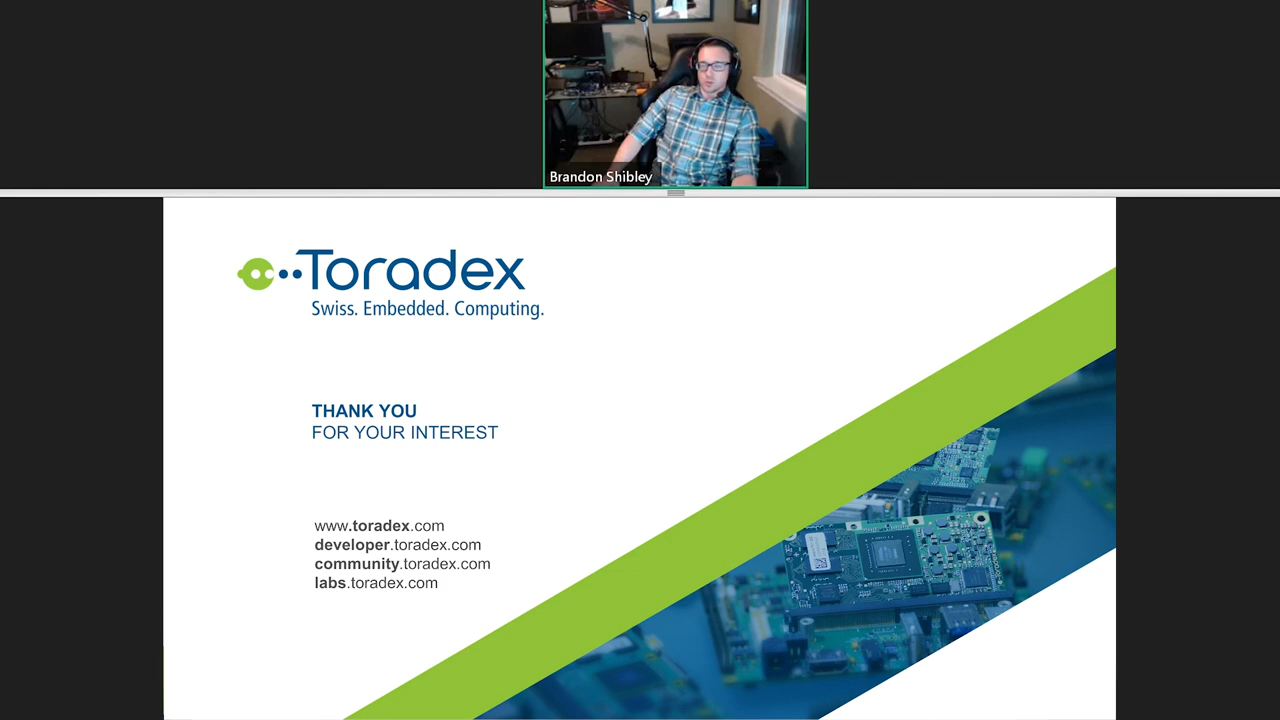 Brandon Shibley
Toradex
Swiss. Embedded. Computing.
THANK YOU
FOR YOUR INTEREST
www.toradex.com
developer.toradex.com
community.toradex.com
labs.toradex.com